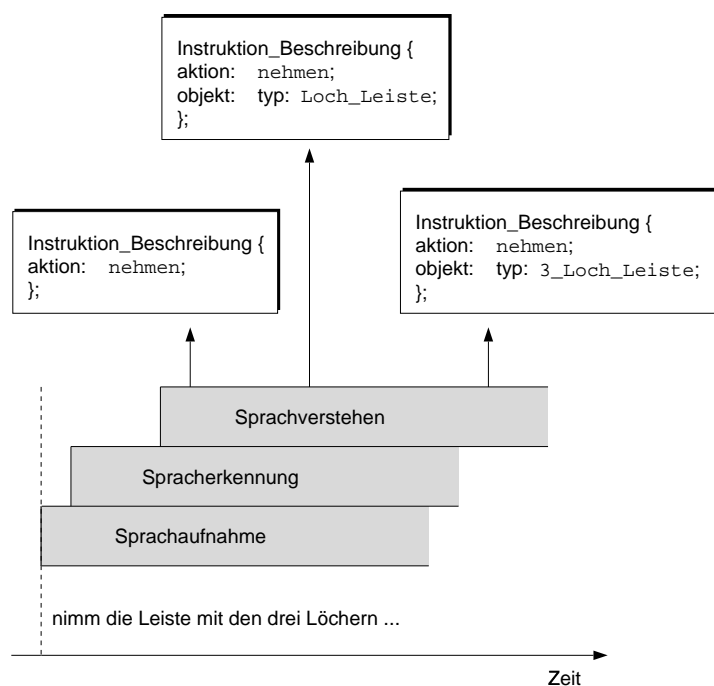 Instruktion_Beschreibung {
aktion: nehmen;
objekt: typ: Loch_Leiste;
};
Instruktion_Beschreibung {
aktion: nehmen;
};
Instruktion_Beschreibung {
aktion: nehmen;
objekt: typ: 3_Loch_Leiste;
};
Sprachverstehen
Spracherkennung
Sprachaufnahme
nimm die Leiste mit den drei Löchern ...
Zeit